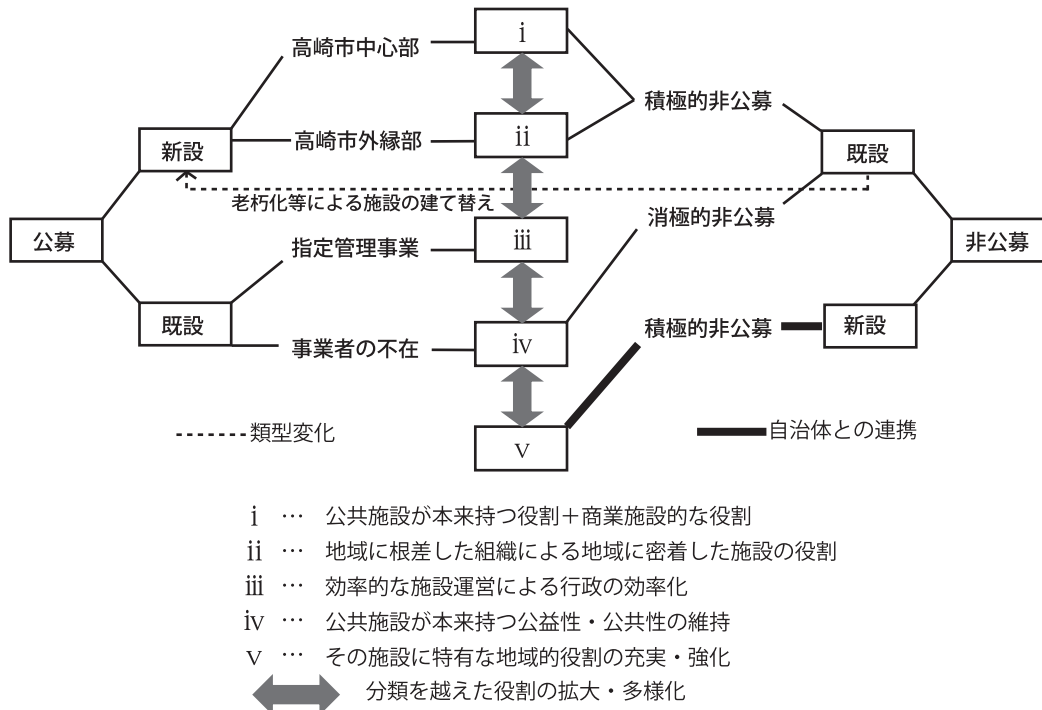 i
高崎市中心部
積極的非公募
ii
高崎市外縁部
新設
既設
老朽化等による施設の建て替え
消極的非公募
iii
公募
指定管理事業
非公募
既設
iv
積極的非公募
新設
事業者の不在
類型変化
v
自治体との連携
i … 公共施設が本来持つ役割＋商業施設的な役割
ii … 地域に根差した組織による地域に密着した施設の役割
iii … 効率的な施設運営による行政の効率化
iv … 公共施設が本来持つ公益性・公共性の維持
v … その施設に特有な地域的役割の充実・強化
分類を越えた役割の拡大・多様化